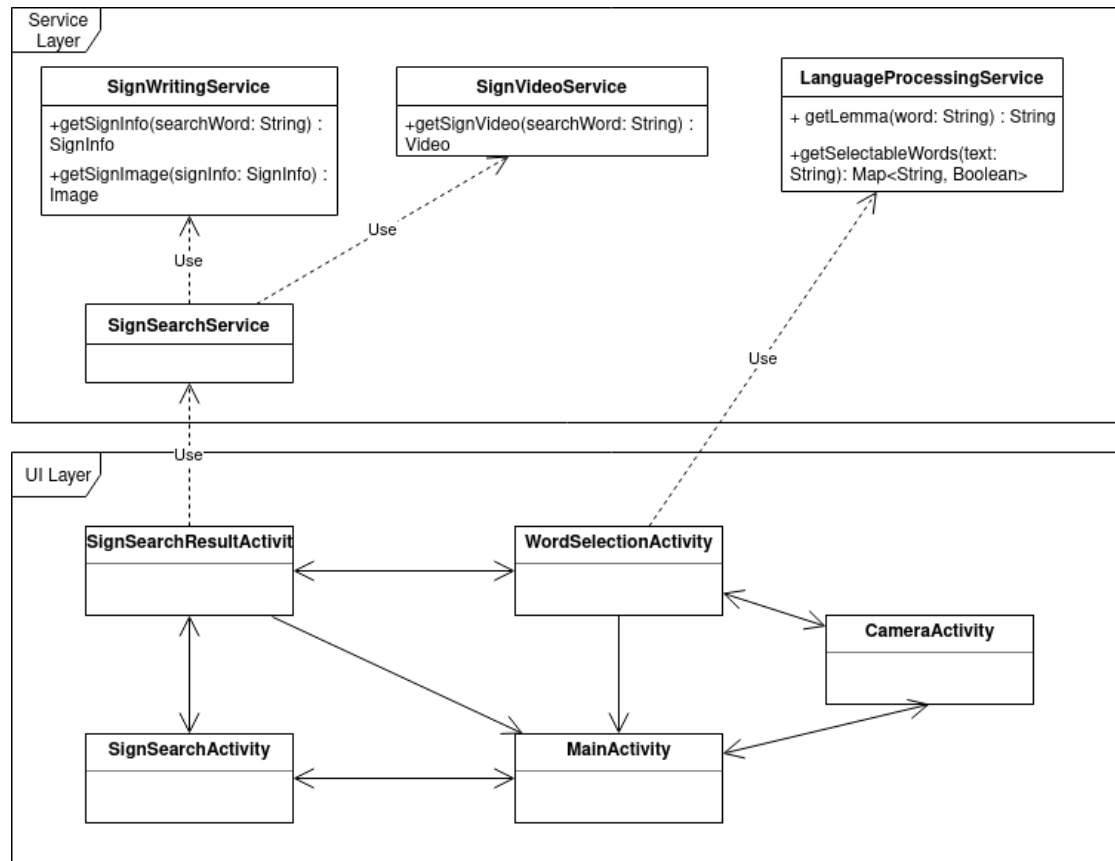 Service
Layer
SignWritingService
+getSignInfo(searchWord: String) :
SignInfo
+getSignImage(signInfo: SignInfo) :
Image
SignVideoService
+getSignVideo(searchWord: String) :
Video
LanguageProcessingService
+ getLemma(word: String) : String
+getSelectableWords(text:
String): Map<String, Boolean>
Use
Use
SignSearchService
Use
Use
UI Layer
SignSearchResultActivit
WordSelectionActivity
CameraActivity
SignSearchActivity
MainActivity